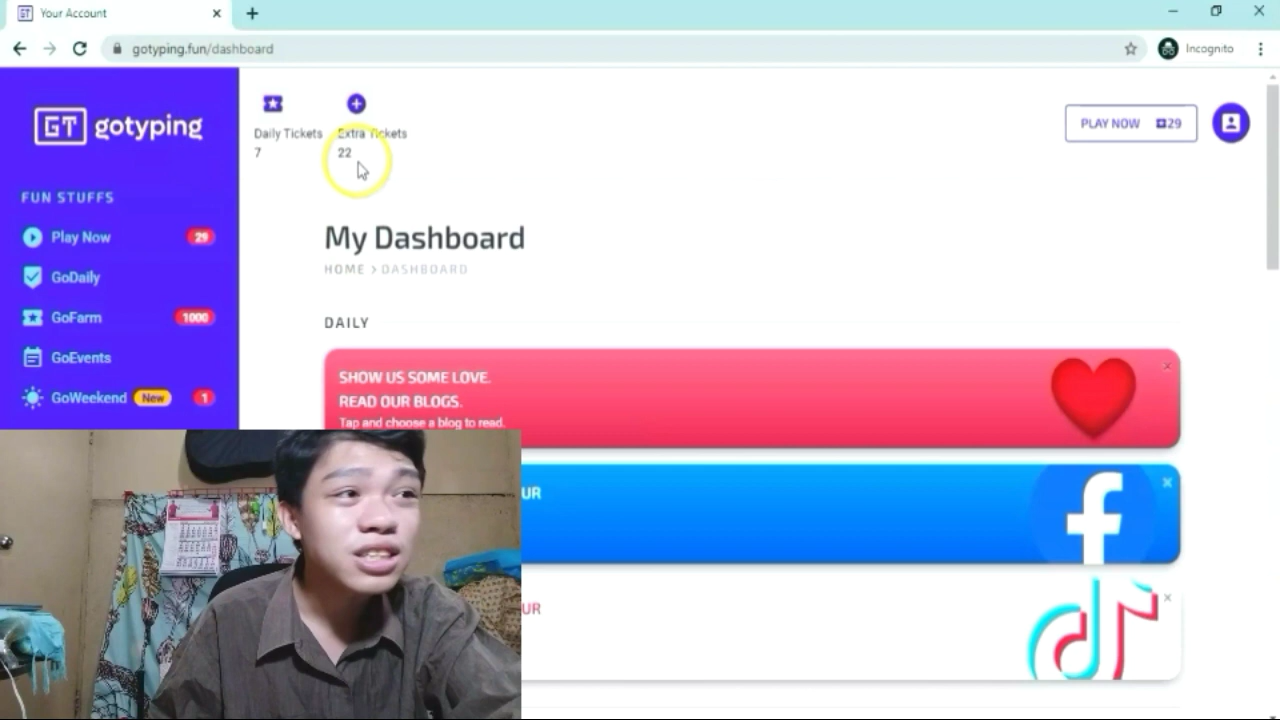 GT Your Account
gotyping.fun/dashboard
Incognito
GT gotyping
Daily Tickets
7
Extra Tickets
22
PLAY NOW 29
FUN STUFFS
Play Now 29
GoDaily
GoFarm 1000
GoEvents
GoWeekend New 1
My Dashboard
HOME > DASHBOARD
DAILY
SHOW US SOME LOVE.
READ OUR BLOGS.
Tap and choose a blog to read.
UR
UR